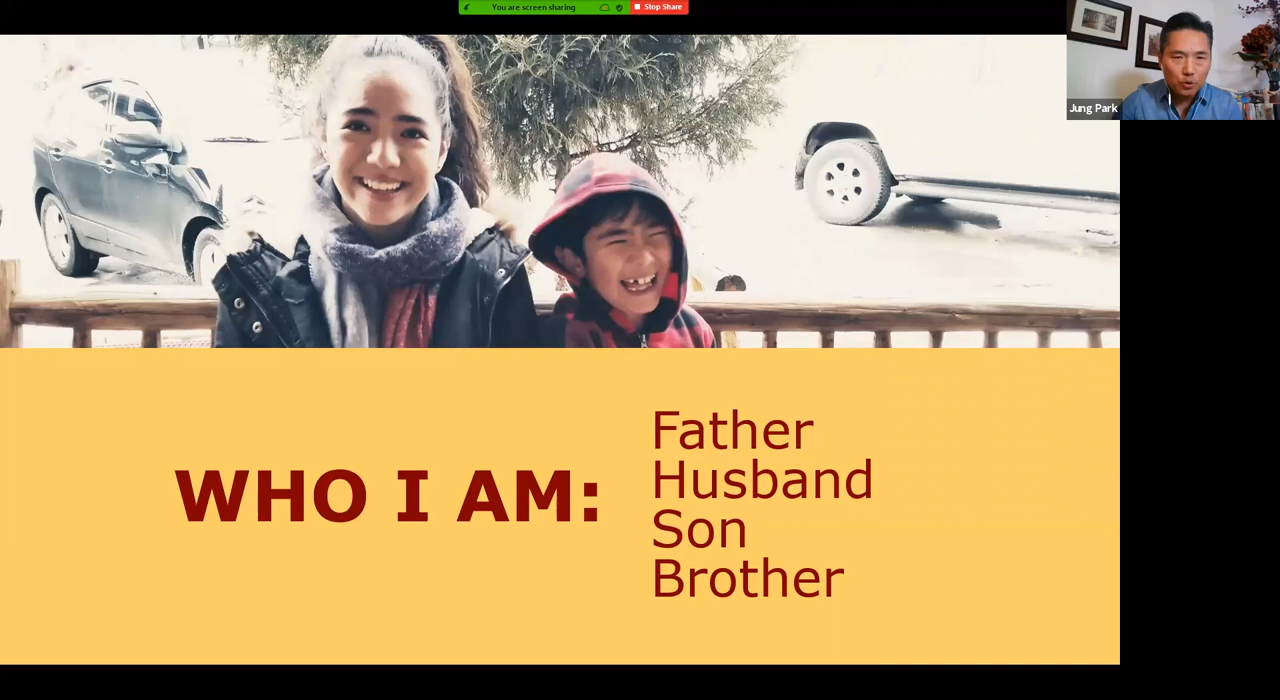 You are screen sharing
Stop Share
Jung Park
WHO I AM:
Father
Husband
Son
Brother